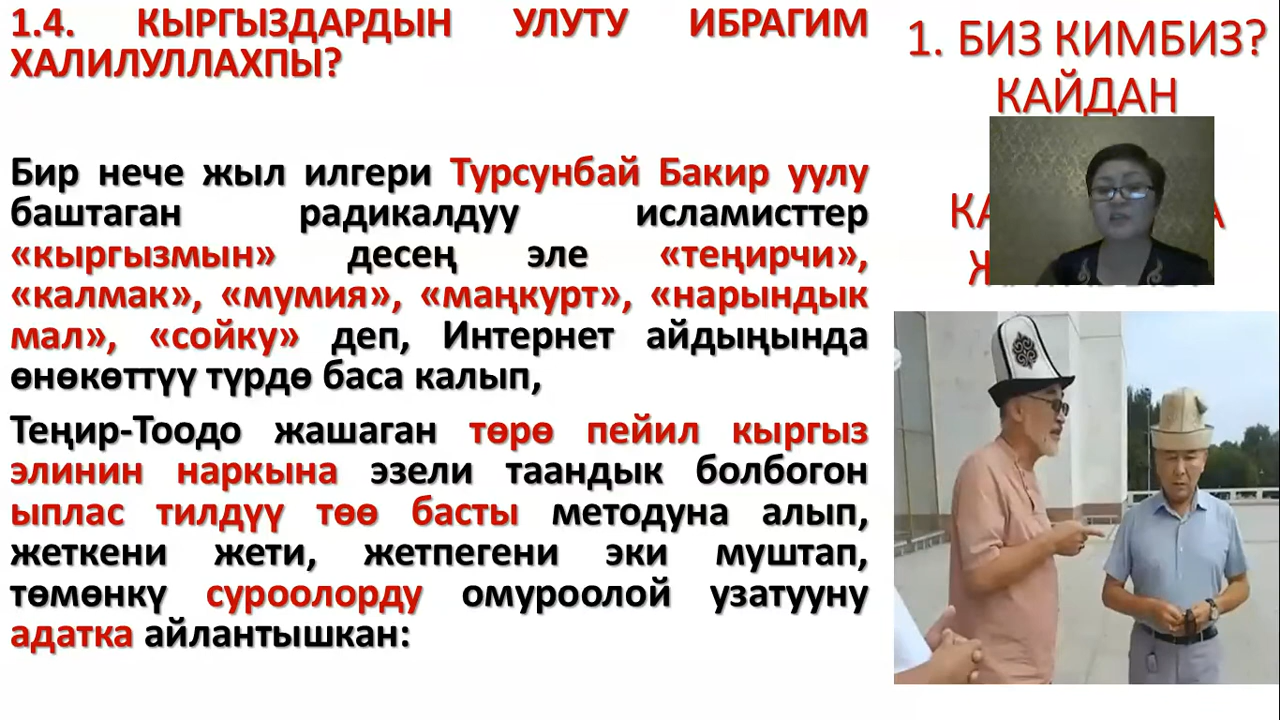 1.4. КЫРГЫЗДАРДЫН УЛУТУ ИБРАГИМ
ХАЛИЛУЛЛАХПЫ?
Бир нече жыл илгери Турсунбай Бакир уулу
баштаган радикалдуу исламисттер
«кыргызмын» десең эле «теңирчи»,
«калмак», «мумия», «маңкурт», «нарындык
мал», «сойку» деп, Интернет айдыңында
өнөкөттүү түрдө баса калып,
Теңир-Тоодо жашаган төрө пейил кыргыз
элинин наркына эзели таандык болбогон
ыплас тилдүү төө басты методуна алып,
жеткени жети, жетпегени эки муштап,
төмөнкү суроолорду омуроолой узатууну
адатка айлантышкан:
1. БИЗ КИМБИЗ?
КАЙДАН